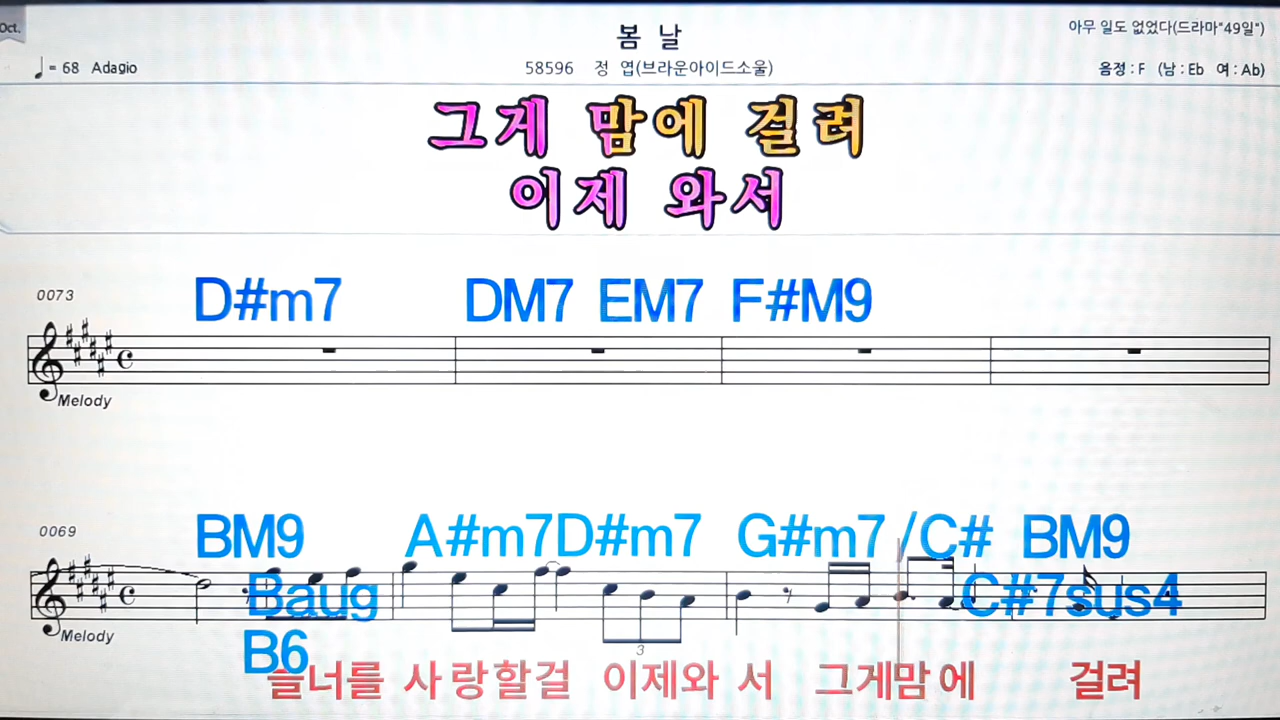 Oct.
봄 날
아무 일도 없었다(드라마"49일")
♩ = 68 Adagio
58596 정 엽(브라운아이드소울)
음정 : F (남 : Eb 여 : Ab)
그게 맘에 걸려
이제 와서
0073
D#m7 DM7 EM7 F#M9
Melody
0069
BM9 A#m7 D#m7 G#m7 /C# BM9
Baug C#7sus4
B6
3
Melody
늘너를 사랑할걸 이제와 서 그게맘에 걸려